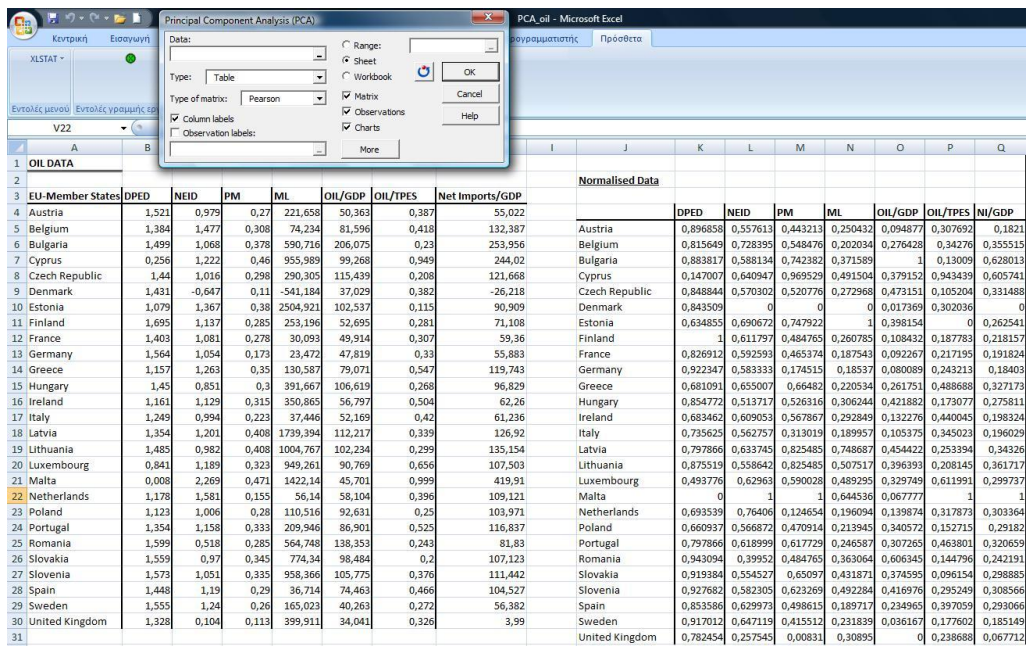 PCA_oil - Microsoft Excel
Κεντρική Εισαγωγή Πρόσθετα
XLSTAT
Εντολές μενού Εντολές γραμμής
Principal Component Analysis (PCA)
Data:
Range:
Sheet
Workbook
OK
Type: Table
Cancel
Type of matrix: Pearson
Matrix
Observations
Charts
Help
Column labels
Observation labels:
More
V22
A B I J K L M N O P Q
1 OIL DATA
2 Normalised Data
3 EU-Member States DPED NEID PM ML OIL/GDP OIL/TPES Net Imports/GDP
4 Austria 1,521 0,979 0,27 221,658 50,363 0,387 55,022 DPED NEID PM ML OIL/GDP OIL/TPES NI/GDP
5 Belgium 1,384 1,477 0,308 74,234 81,596 0,418 132,387 Austria 0,896858 0,557613 0,443213 0,250432 0,094877 0,307692 0,1821
6 Bulgaria 1,499 1,068 0,378 590,716 206,075 0,23 253,956 Belgium 0,815649 0,728395 0,548476 0,202034 0,276428 0,34276 0,355515
7 Cyprus 0,256 1,222 0,46 955,989 99,268 0,949 244,02 Bulgaria 0,883817 0,588134 0,742382 0,371589 1 0,13009 0,628013
8 Czech Republic 1,44 1,016 0,298 290,305 115,439 0,208 121,668 Cyprus 0,147007 0,640947 0,969529 0,491504 0,379152 0,943439 0,605741
9 Denmark 1,431 -0,647 0,11 -541,184 37,029 0,382 -26,218 Czech Republic 0,848844 0,570302 0,520776 0,272968 0,473151 0,105204 0,331488
10 Estonia 1,079 1,367 0,38 2504,921 102,537 0,115 90,909 Denmark 0,843509 0 0 0 0,017369 0,302036 0
11 Finland 1,695 1,137 0,285 253,196 52,695 0,281 71,108 Estonia 0,634855 0,690672 0,747922 1 0,398154 0 0,262541
12 France 1,403 1,081 0,278 30,093 49,914 0,307 59,36 Finland 1 0,611797 0,484765 0,260785 0,108432 0,187783 0,218157
13 Germany 1,564 1,054 0,173 23,472 47,819 0,33 55,883 France 0,826912 0,592593 0,465374 0,187543 0,092267 0,217195 0,191824
14 Greece 1,157 1,263 0,35 130,587 79,071 0,547 119,743 Germany 0,922347 0,583333 0,174515 0,18537 0,080089 0,243213 0,18403
15 Hungary 1,45 0,851 0,3 391,667 106,619 0,268 96,829 Greece 0,681091 0,655007 0,66482 0,220534 0,261751 0,488688 0,327173
16 Ireland 1,161 1,129 0,315 350,865 56,797 0,504 62,26 Hungary 0,854772 0,513717 0,526316 0,306244 0,421882 0,173077 0,275811
17 Italy 1,249 0,994 0,223 37,446 52,169 0,42 61,236 Ireland 0,683462 0,609053 0,567867 0,292849 0,132276 0,440045 0,198324
18 Latvia 1,354 1,201 0,408 1739,394 112,217 0,339 126,92 Italy 0,735625 0,562757 0,313019 0,189957 0,105375 0,345023 0,196029
19 Lithuania 1,485 0,982 0,408 1004,767 102,234 0,299 135,154 Latvia 0,797866 0,633745 0,825485 0,748687 0,454422 0,253394 0,34326
20 Luxembourg 0,841 1,189 0,323 949,261 90,769 0,656 107,503 Lithuania 0,875519 0,558642 0,825485 0,507517 0,396393 0,208145 0,361717
21 Malta 0,008 2,269 0,471 1422,14 45,701 0,999 419,91 Luxembourg 0,493776 0,62963 0,590028 0,489295 0,329749 0,611991 0,299737
22 Netherlands 1,178 1,581 0,155 56,14 58,104 0,396 109,121 Malta 0 1 1 0,644536 0,067777 1 1
23 Poland 1,123 1,006 0,28 110,516 92,631 0,25 103,971 Netherlands 0,693539 0,76406 0,124654 0,196094 0,139874 0,317873 0,303364
24 Portugal 1,354 1,158 0,333 209,946 86,901 0,525 116,837 Poland 0,660937 0,566872 0,470914 0,213945 0,340572 0,152715 0,29182
25 Romania 1,599 0,518 0,285 564,748 138,353 0,243 81,83 Portugal 0,797866 0,618999 0,617729 0,246587 0,307265 0,463801 0,320659
26 Slovakia 1,559 0,97 0,345 774,34 98,484 0,2 107,123 Romania 0,943094 0,39952 0,484765 0,363064 0,606345 0,144796 0,242191
27 Slovenia 1,573 1,051 0,335 958,366 105,775 0,376 111,442 Slovakia 0,919384 0,554527 0,65097 0,431871 0,374595 0,096154 0,298885
28 Spain 1,448 1,19 0,29 36,714 74,463 0,466 104,527 Slovenia 0,927682 0,582305 0,623269 0,492284 0,416976 0,295249 0,308566
29 Sweden 1,555 1,24 0,26 165,023 40,263 0,272 56,382 Spain 0,853586 0,629973 0,498615 0,189717 0,234965 0,397059 0,293066
30 United Kingdom 1,328 0,104 0,113 399,911 34,041 0,326 3,99 Sweden 0,917012 0,647119 0,415512 0,231839 0,036167 0,177602 0,185149
31 United Kingdom 0,782454 0,257545 0,00831 0,30895 0 0,238688 0,067712